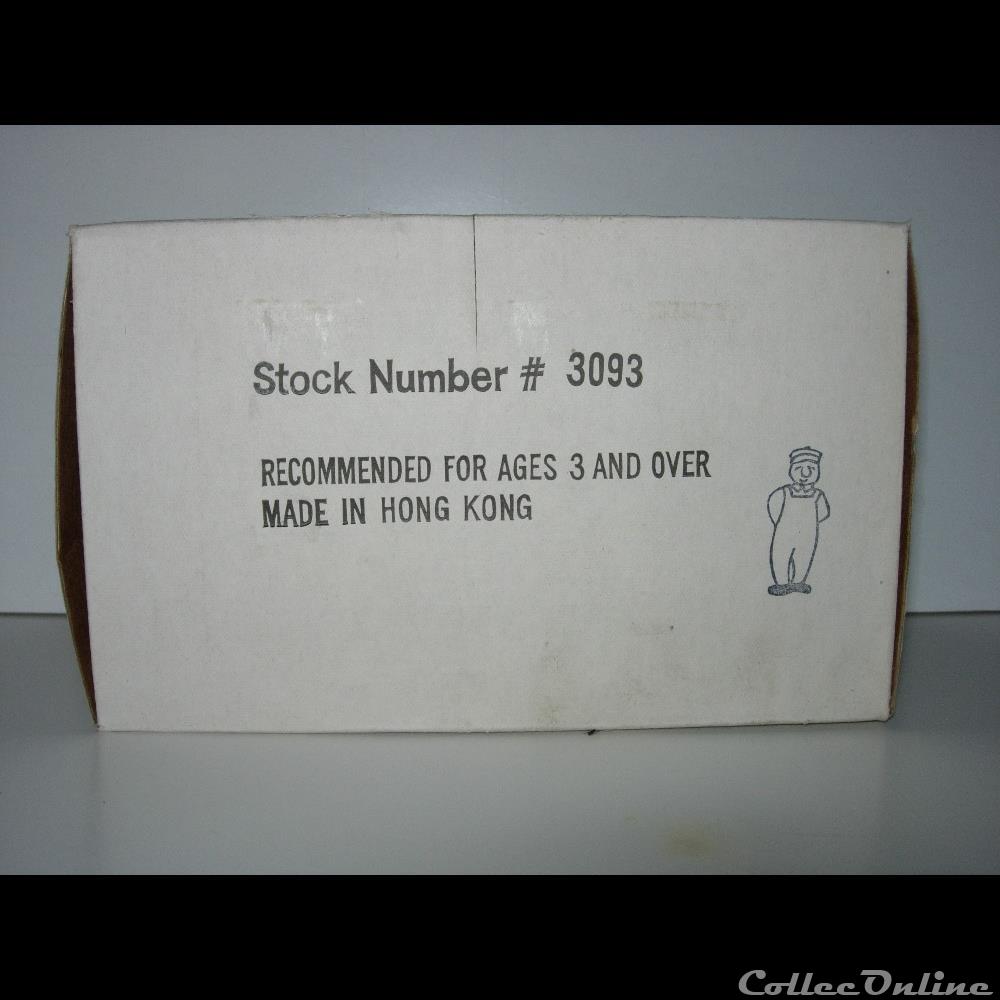 Stock Number # 3093
RECOMMENDED FOR AGES 3 AND OVER
MADE IN HONG KONG
CollecOnline